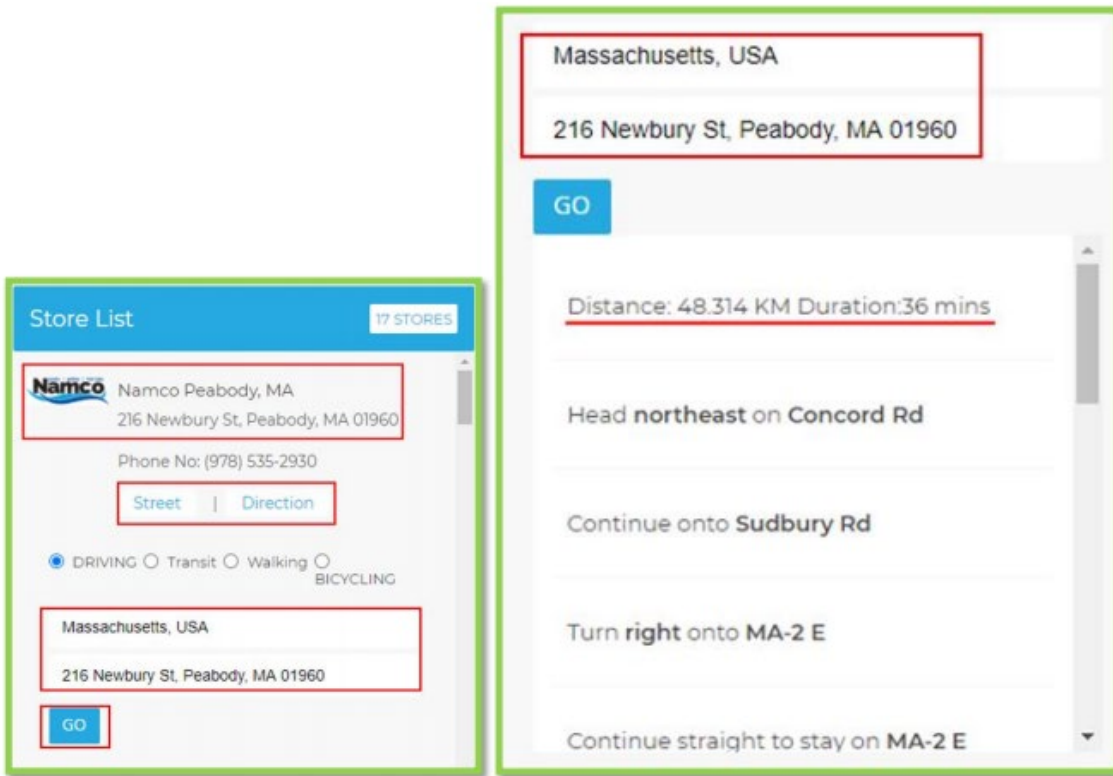 Store List
17 STORES
Namco
Namco Peabody, MA
216 Newbury St, Peabody, MA 01960
Phone No: (978) 535-2930
Street | Direction
DRIVING Transit Walking
BICYCLING
Massachusetts, USA
216 Newbury St, Peabody, MA 01960
GO
Massachusetts, USA
216 Newbury St, Peabody, MA 01960
GO
Distance: 48.314 KM Duration:36 mins
Head northeast on Concord Rd
Continue onto Sudbury Rd
Turn right onto MA-2 E
Continue straight to stay on MA-2 E